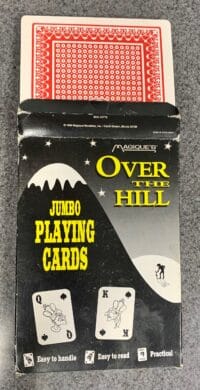 MAGIQUE'S
OVER
THE
HILL
JUMBO
PLAYING
CARDS
Q
K
Easy to handle
Easy to read
Practical